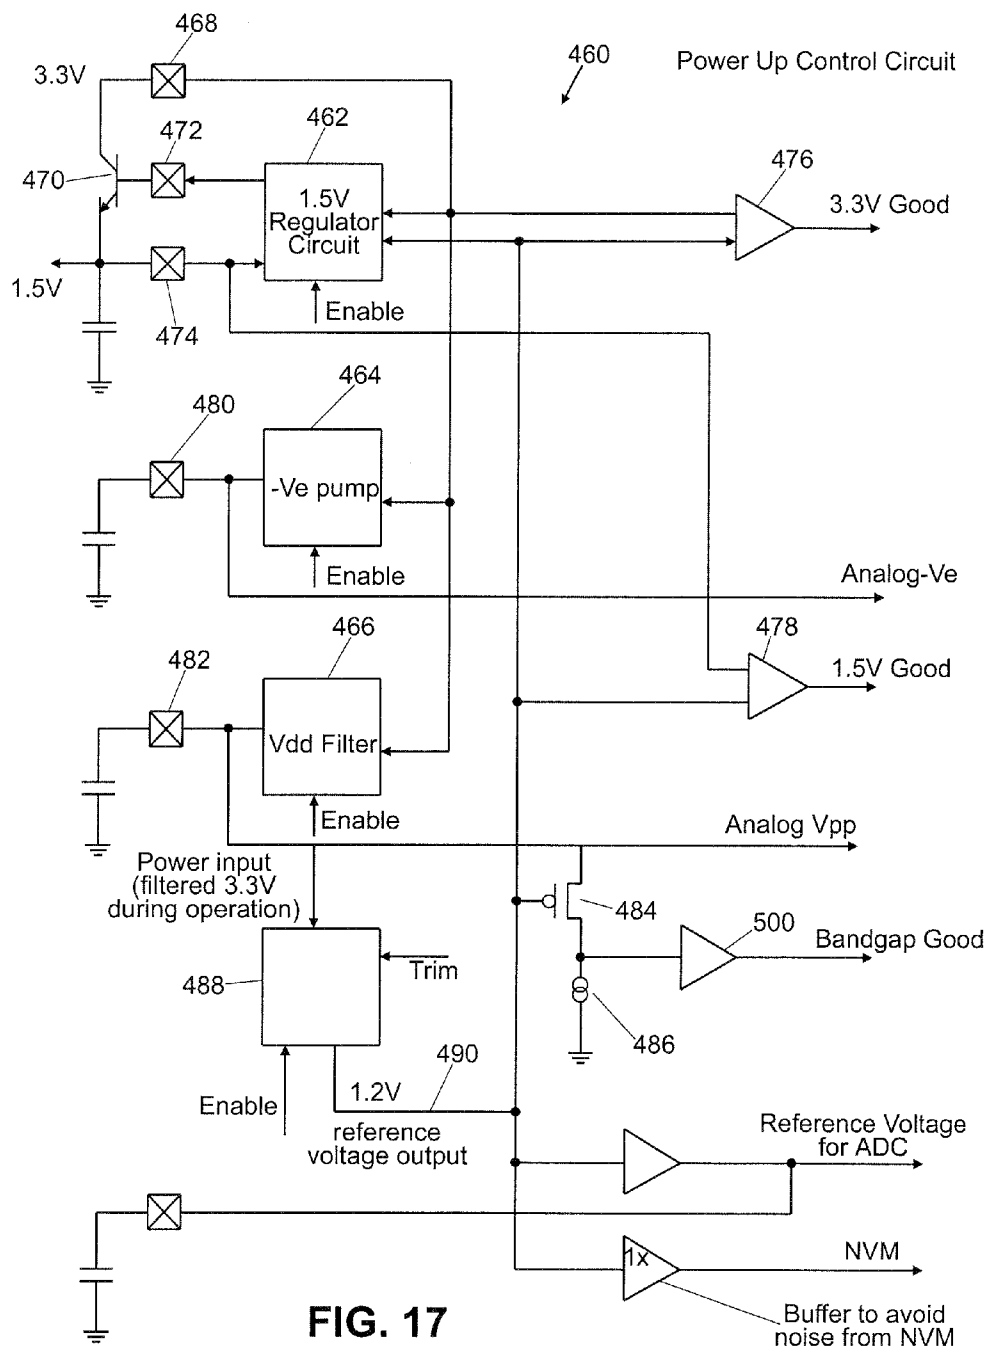 468
3.3V
460
Power Up Control Circuit
472
462
476
470
1.5V
Regulator
Circuit
3.3V Good
1.5V
474
Enable
480
464
-Ve pump
Enable
Analog-Ve
482
466
478
1.5V Good
Vdd Filter
Enable
Analog Vpp
Power input
(filtered 3.3V
during operation)
484
500
Bandgap Good
488
Trim
486
490
Enable
1.2V
reference
voltage output
Reference Voltage
for ADC
1x
NVM
FIG. 17
Buffer to avoid
noise from NVM